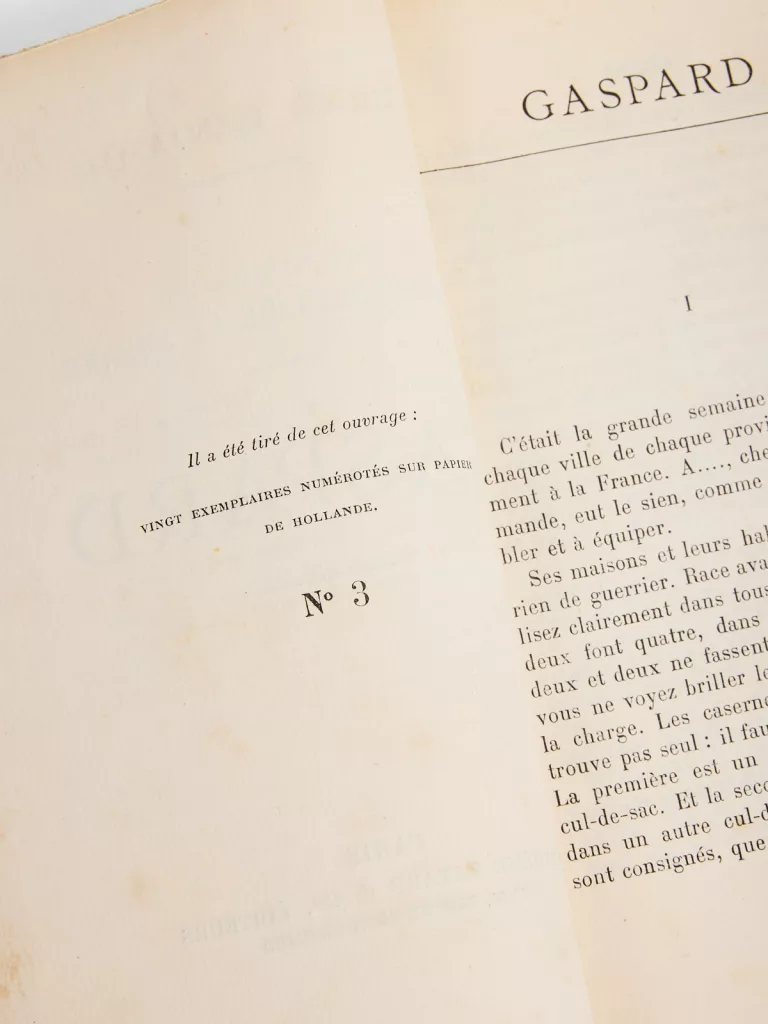 Il a été tiré de cet ouvrage :
VINGT EXEMPLAIRES NUMÉROTÉS SUR PAPIER
DE HOLLANDE.
No 3
GASPARD
I
C'était la grande semaine
chaque ville de chaque provi
ment à la France. A...., che
mande, eut le sien, comme
bler et à équiper.
Ses maisons et leurs hal
rien de guerrier. Race ava
lisez clairement dans tous
deux font quatre, dans
deux et deux ne fassent
vous ne voyez briller le
la charge. Les caserne
trouve pas seul : il fau
La première est un
cul-de-sac. Et la seco
dans un autre cul-d
sont consignés, que